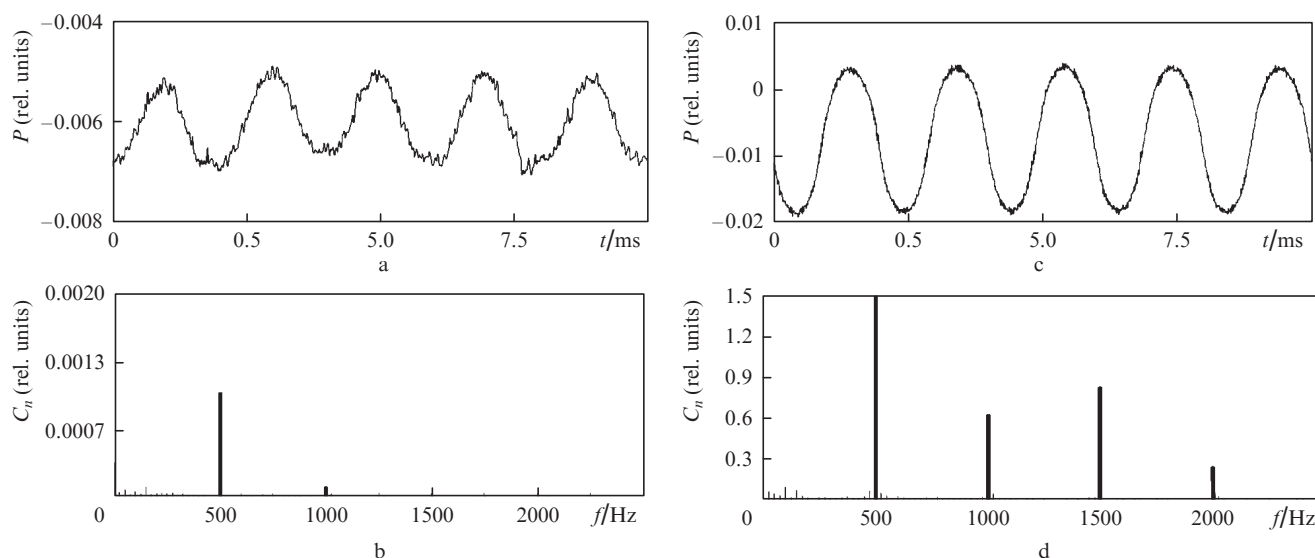 −0.004
−0.006
−0.008
P (rel. units)
0 0.5 5.0 7.5 t/ms
a
0.01
0
−0.01
−0.02
P (rel. units)
0 0.5 5.0 7.5 t/ms
c
0.0020
0.0013
0.0007
0
Cn (rel. units)
500 1000 1500 2000 f/Hz
b
1.5
1.2
0.9
0.6
0.3
0
Cn (rel. units)
500 1000 1500 2000 f/Hz
d